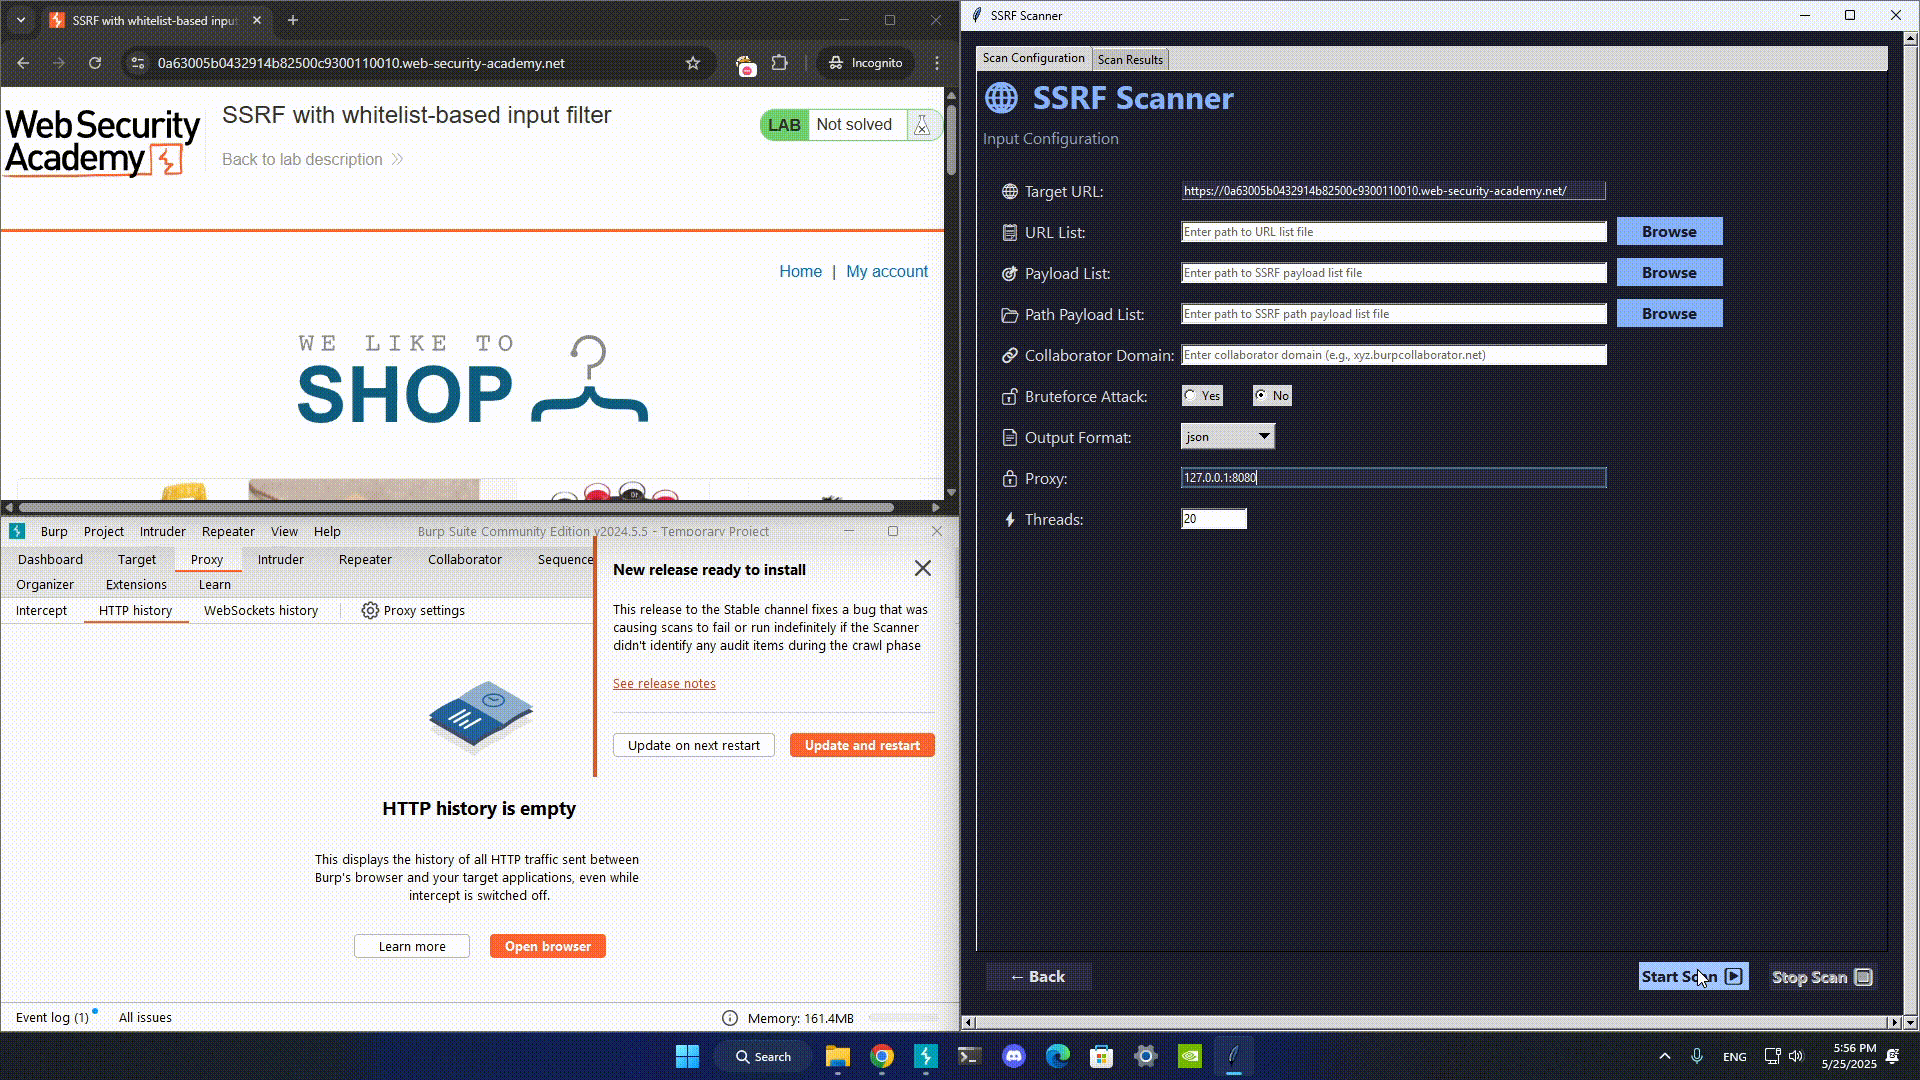 SSRF with whitelist-based input
0a63005b0432914b82500c9300110010.web-security-academy.net
Incognito
Web Security
Academy
SSRF with whitelist-based input filter
Back to lab description
LAB
Not solved
Home | My account
WE LIKE TO
SHOP
Burp Project Intruder Repeater View Help
Burp Suite Community Edition v2024.5.5 - Temporary Project
Dashboard Target Proxy Intruder Repeater Collaborator Sequence
Organizer Extensions Learn
Intercept HTTP history WebSockets history Proxy settings
New release ready to install
This release to the Stable channel fixes a bug that was
causing scans to fail or run indefinitely if the Scanner
didn't identify any audit items during the crawl phase
See release notes
Update on next restart
Update and restart
HTTP history is empty
This displays the history of all HTTP traffic sent between
Burp's browser and your target applications, even while
intercept is switched off.
Learn more
Open browser
Event log (1)
All issues
Memory: 161.4MB
SSRF Scanner
Scan Configuration
Scan Results
SSRF Scanner
Input Configuration
Target URL:
https://0a63005b0432914b82500c9300110010.web-security-academy.net/
URL List:
Enter path to URL list file
Browse
Payload List:
Enter path to SSRF payload list file
Browse
Path Payload List:
Enter path to SSRF path payload list file
Browse
Collaborator Domain:
Enter collaborator domain (e.g., xyz.burpcollaborator.net)
Bruteforce Attack:
Yes
No
Output Format:
json
Proxy:
127.0.0.1:8080
Threads:
20
← Back
Start Scan
Stop Scan
Search
ENG
5:56 PM
5/25/2025